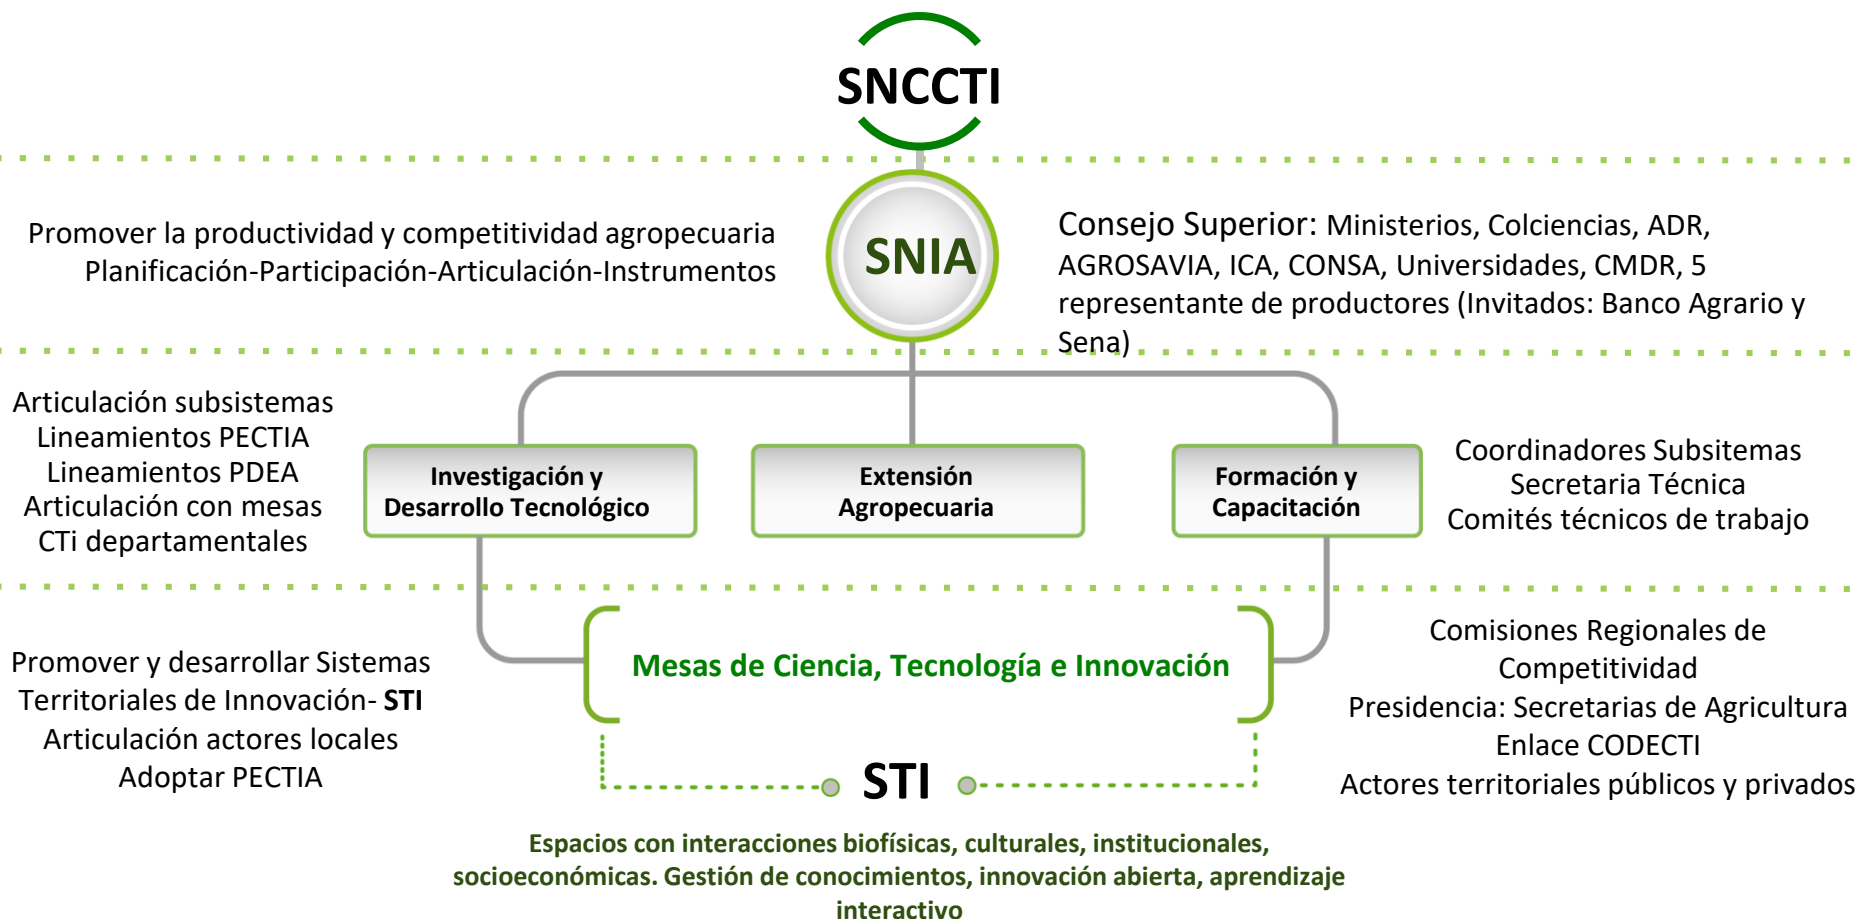 SNCCTI
Promover la productividad y competitividad agropecuaria
Planificación-Participación-Articulación-Instrumentos
SNIA
Consejo Superior: Ministerios, Colciencias, ADR,
AGROSAVIA, ICA, CONSA, Universidades, CMDR, 5
representante de productores (Invitados: Banco Agrario y
Sena)
Articulación subsistemas
Lineamientos PECTIA
Lineamientos PDEA
Articulación con mesas
CTi departamentales
Investigación y
Desarrollo Tecnológico
Extensión
Agropecuaria
Formación y
Capacitación
Coordinadores Subsitemas
Secretaria Técnica
Comités técnicos de trabajo
Promover y desarrollar Sistemas
Territoriales de Innovación- STI
Articulación actores locales
Adoptar PECTIA
Mesas de Ciencia, Tecnología e Innovación
Comisiones Regionales de
Competitividad
Presidencia: Secretarias de Agricultura
Enlace CODECTI
Actores territoriales públicos y privados
STI
Espacios con interacciones biofísicas, culturales, institucionales,
socioeconómicas. Gestión de conocimientos, innovación abierta, aprendizaje
interactivo